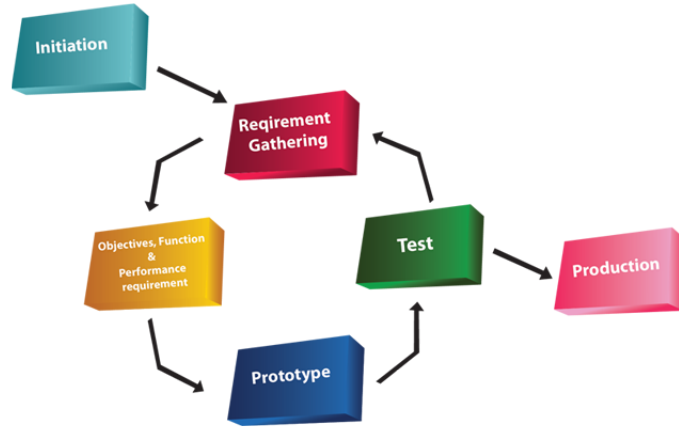 Initiation
Reqirement
Gathering
Objectives, Function
&
Performance
requirement
Test
Production
Prototype